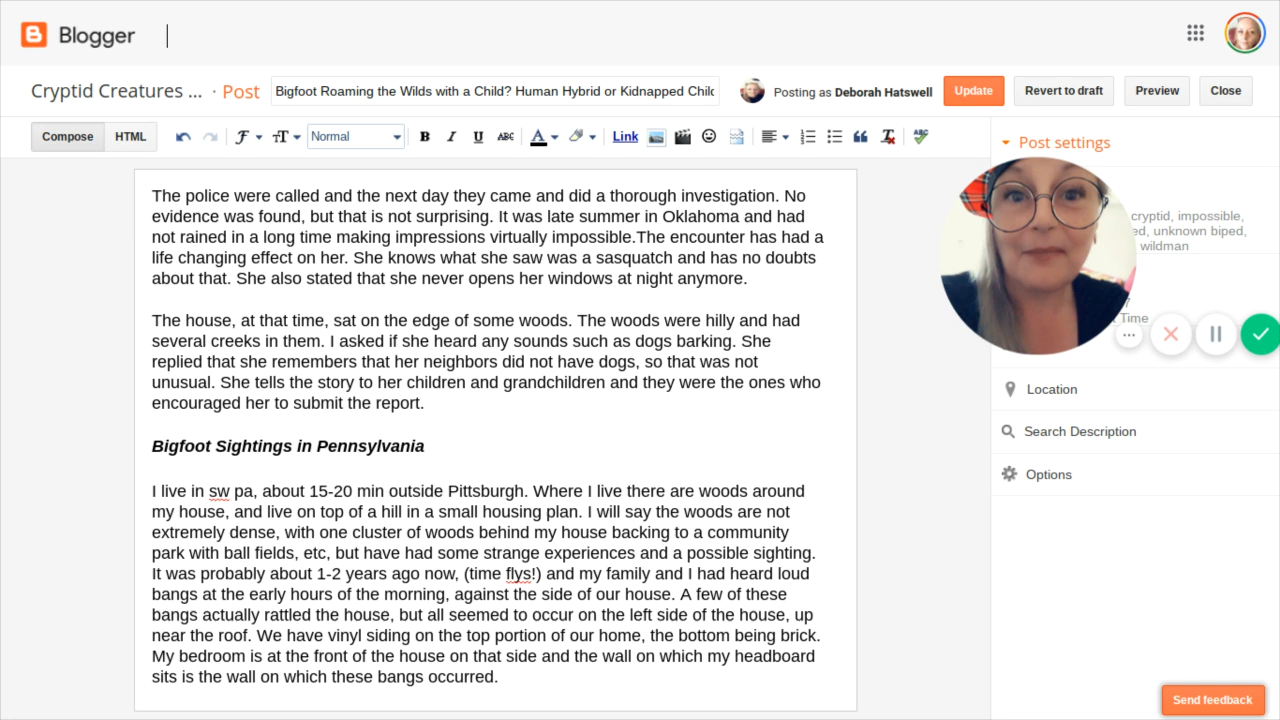 Blogger
Cryptid Creatures ... · Post
Bigfoot Roaming the Wilds with a Child? Human Hybrid or Kidnapped Child
Posting as Deborah Hatswell
Update
Revert to draft
Preview
Close
Compose
HTML
Normal
B I U ABC
A
Link
ABC
Post settings
The police were called and the next day they came and did a thorough investigation. No
evidence was found, but that is not surprising. It was late summer in Oklahoma and had
not rained in a long time making impressions virtually impossible.The encounter has had a
life changing effect on her. She knows what she saw was a sasquatch and has no doubts
about that. She also stated that she never opens her windows at night anymore.
The house, at that time, sat on the edge of some woods. The woods were hilly and had
several creeks in them. I asked if she heard any sounds such as dogs barking. She
replied that she remembers that her neighbors did not have dogs, so that was not
unusual. She tells the story to her children and grandchildren and they were the ones who
encouraged her to submit the report.
Bigfoot Sightings in Pennsylvania
I live in sw pa, about 15-20 min outside Pittsburgh. Where I live there are woods around
my house, and live on top of a hill in a small housing plan. I will say the woods are not
extremely dense, with one cluster of woods behind my house backing to a community
park with ball fields, etc, but have had some strange experiences and a possible sighting.
It was probably about 1-2 years ago now, (time flys!) and my family and I had heard loud
bangs at the early hours of the morning, against the side of our house. A few of these
bangs actually rattled the house, but all seemed to occur on the left side of the house, up
near the roof. We have vinyl siding on the top portion of our home, the bottom being brick.
My bedroom is at the front of the house on that side and the wall on which my headboard
sits is the wall on which these bangs occurred.
cryptid, impossible,
ed, unknown biped,
wildman
7
Time
Location
Search Description
Options
Send feedback